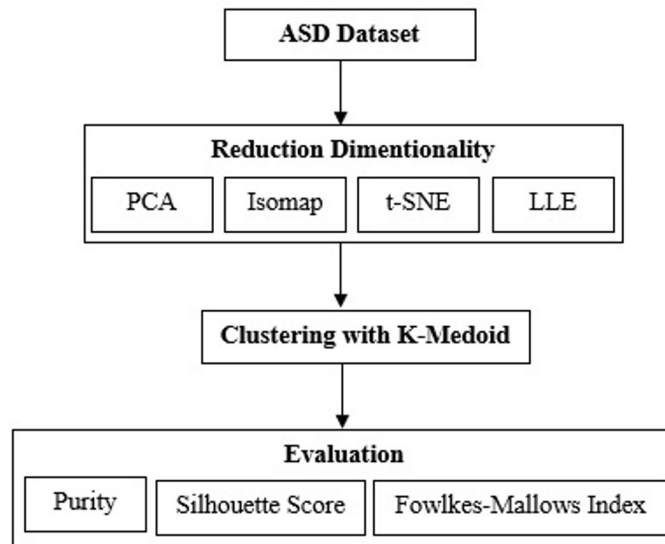 ASD Dataset
Reduction Dimentionality
PCA
Isomap
t-SNE
LLE
Clustering with K-Medoid
Evaluation
Purity
Silhouette Score
Fowlkes-Mallows Index